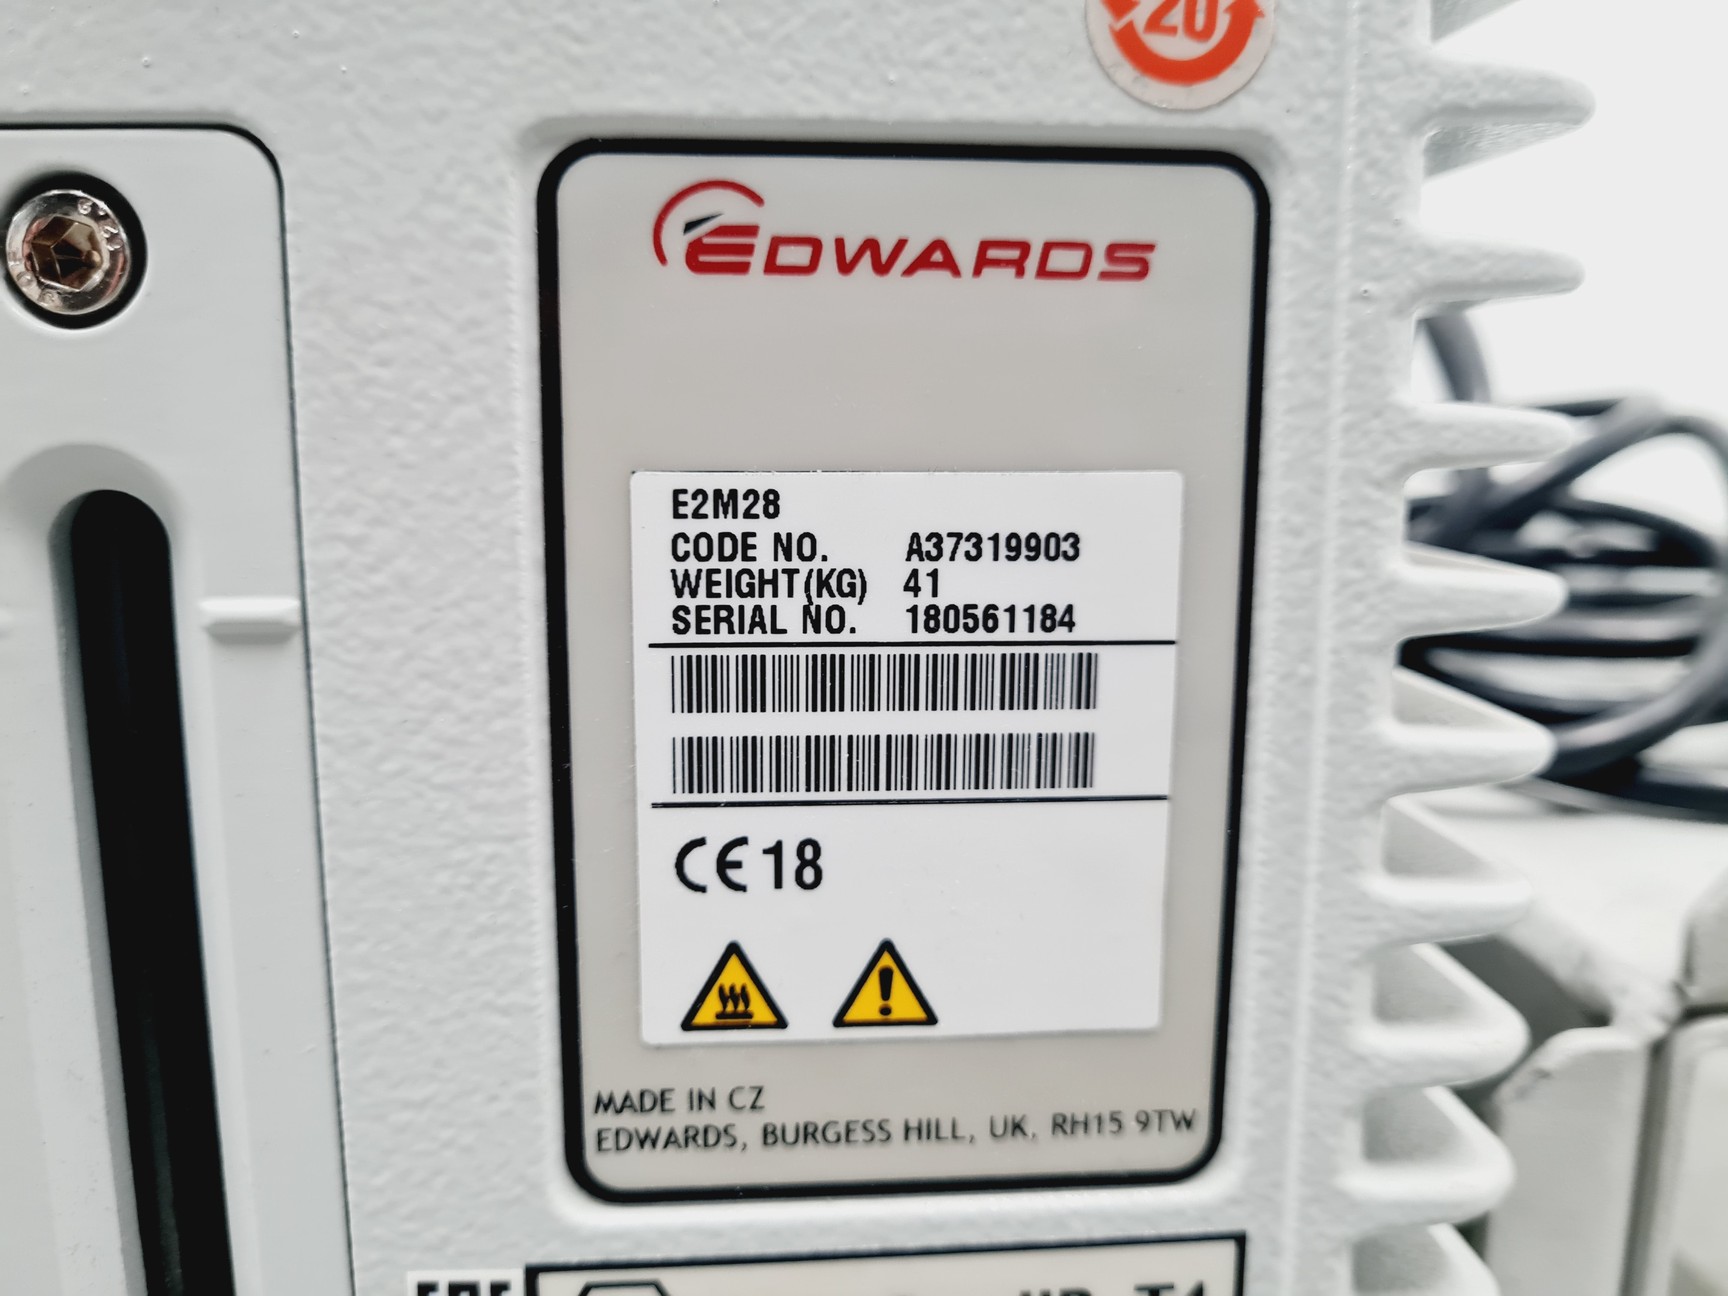 20
EDWARDS
E2M28
CODE NO. A37319903
WEIGHT(KG) 41
SERIAL NO. 180561184
CE 18
MADE IN CZ
EDWARDS, BURGESS HILL, UK, RH15 9TW